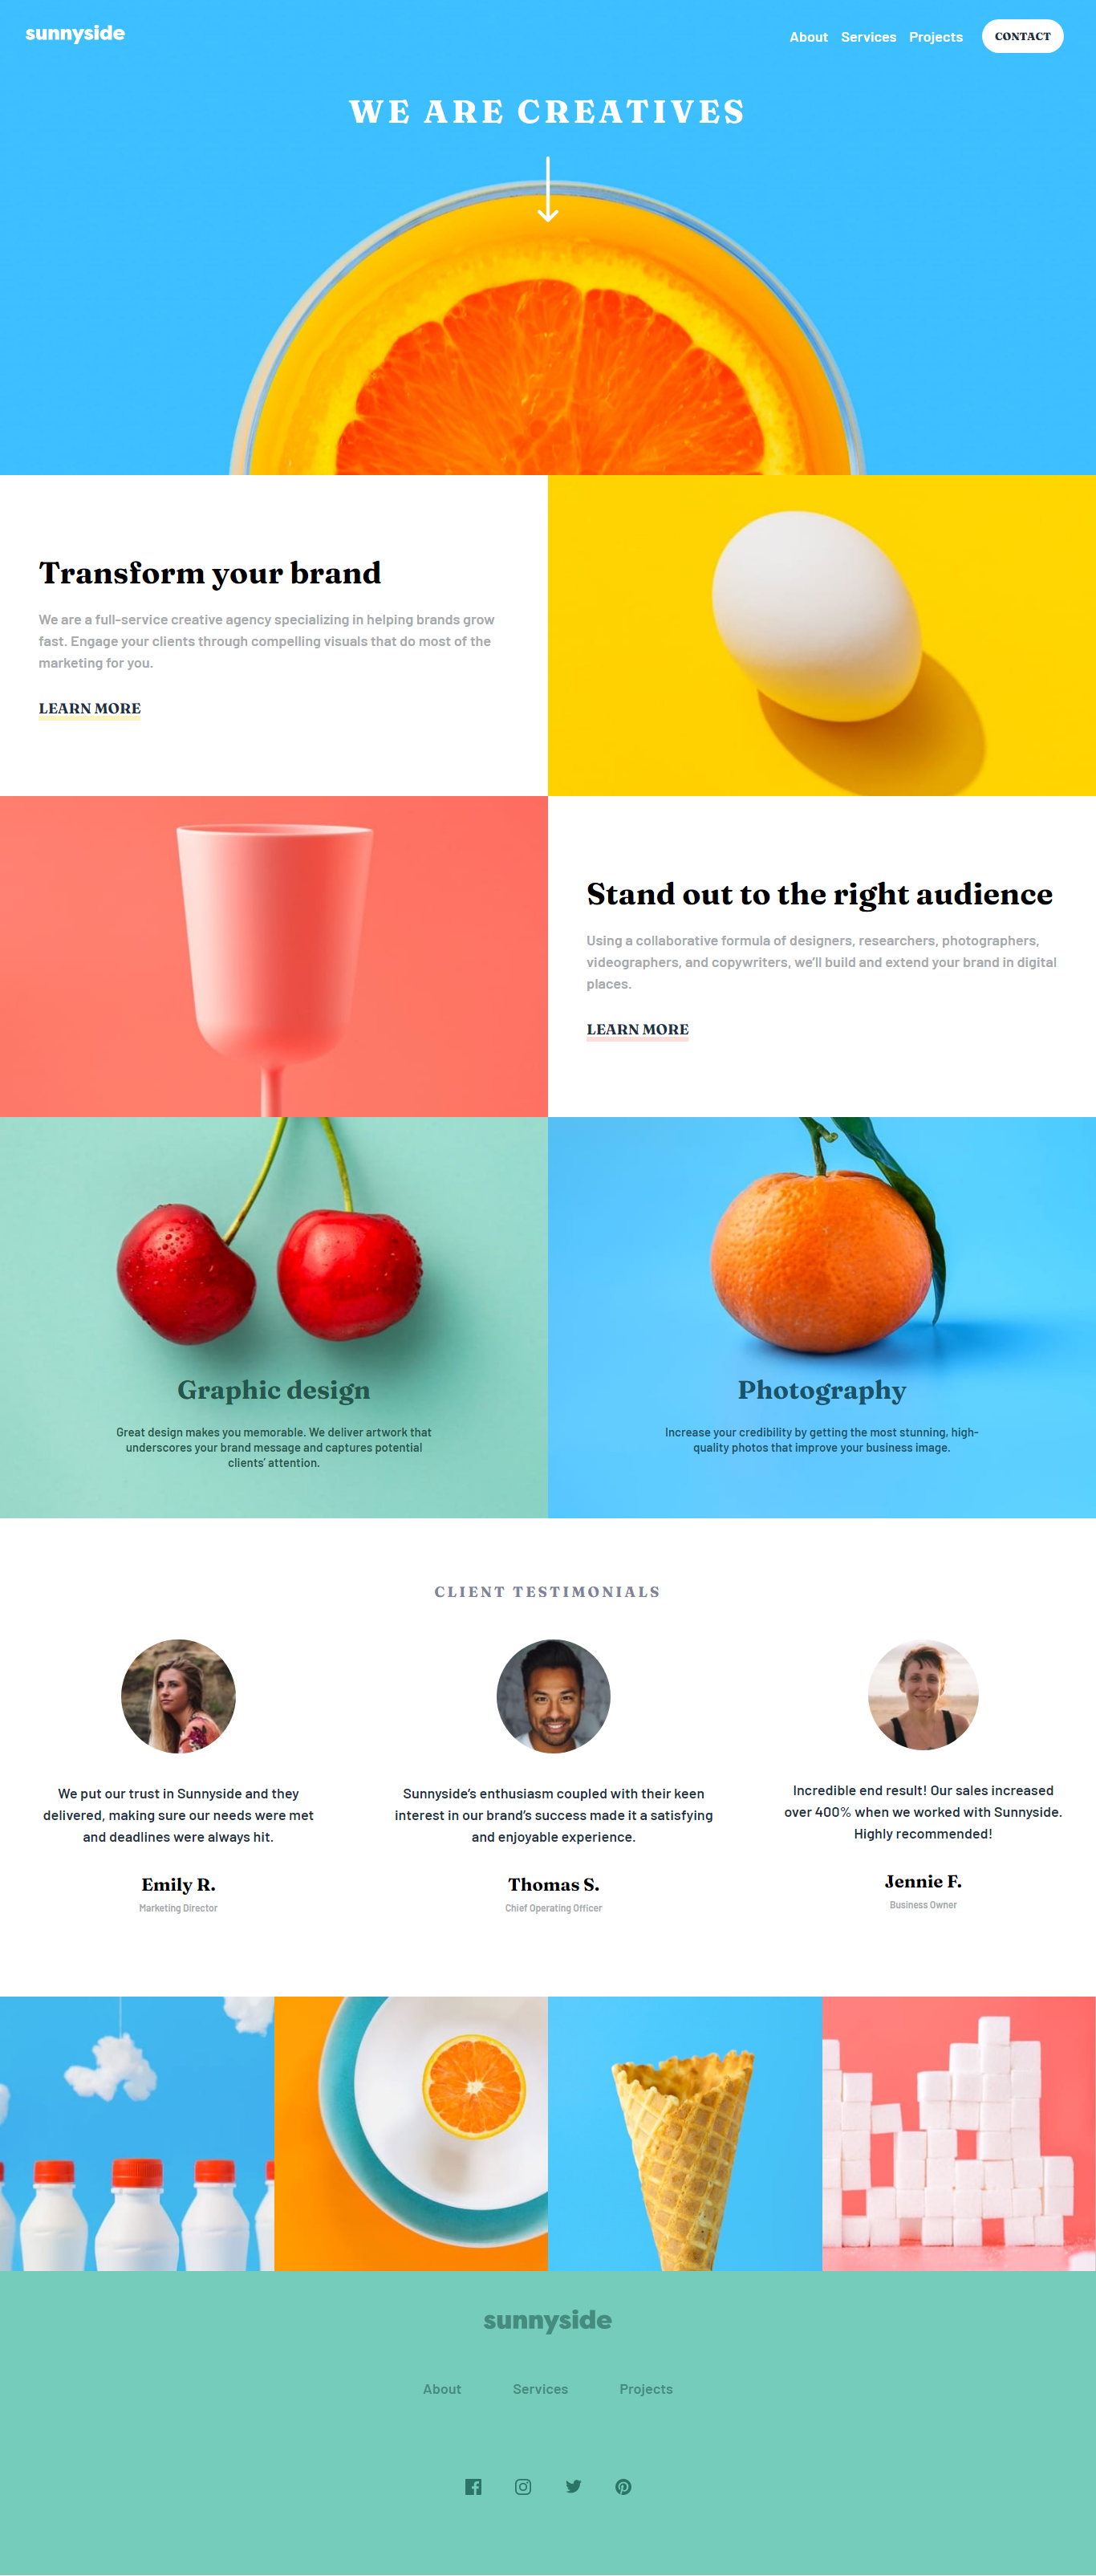 sunnyside
About Services Projects CONTACT
WE ARE CREATIVES
Transform your brand
We are a full-service creative agency specializing in helping brands grow
fast. Engage your clients through compelling visuals that do most of the
marketing for you.
LEARN MORE
Stand out to the right audience
Using a collaborative formula of designers, researchers, photographers,
videographers, and copywriters, we'll build and extend your brand in digital
places.
LEARN MORE
Graphic design
Great design makes you memorable. We deliver artwork that
underscores your brand message and captures potential
clients' attention.
Photography
Increase your credibility by getting the most stunning, high-
quality photos that improve your business image.
CLIENT TESTIMONIALS
We put our trust in Sunnyside and they
delivered, making sure our needs were met
and deadlines were always hit.
Emily R.
Marketing Director
Sunnyside's enthusiasm coupled with their keen
interest in our brand's success made it a satisfying
and enjoyable experience.
Thomas S.
Chief Operating Officer
Incredible end result! Our sales increased
over 400% when we worked with Sunnyside.
Highly recommended!
Jennie F.
Business Owner
sunnyside
About Services Projects